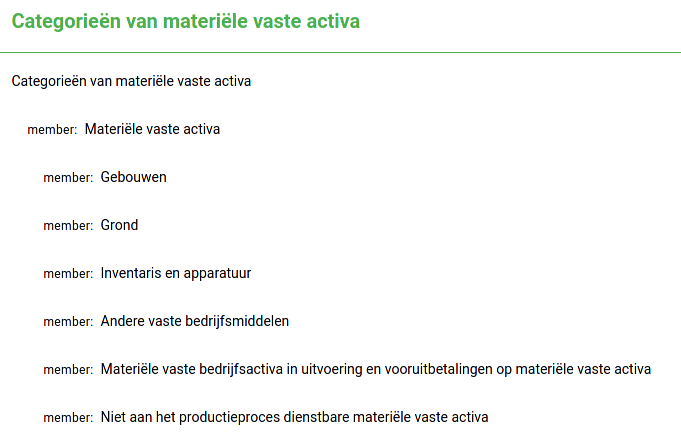 Categorieën van materiële vaste activa
Categorieën van materiële vaste activa
member: Materiële vaste activa
member: Gebouwen
member: Grond
member: Inventaris en apparatuur
member: Andere vaste bedrijfsmiddelen
member: Materiële vaste bedrijfsactiva in uitvoering en vooruitbetalingen op materiële vaste activa
member: Niet aan het productieproces dienstbare materiële vaste activa